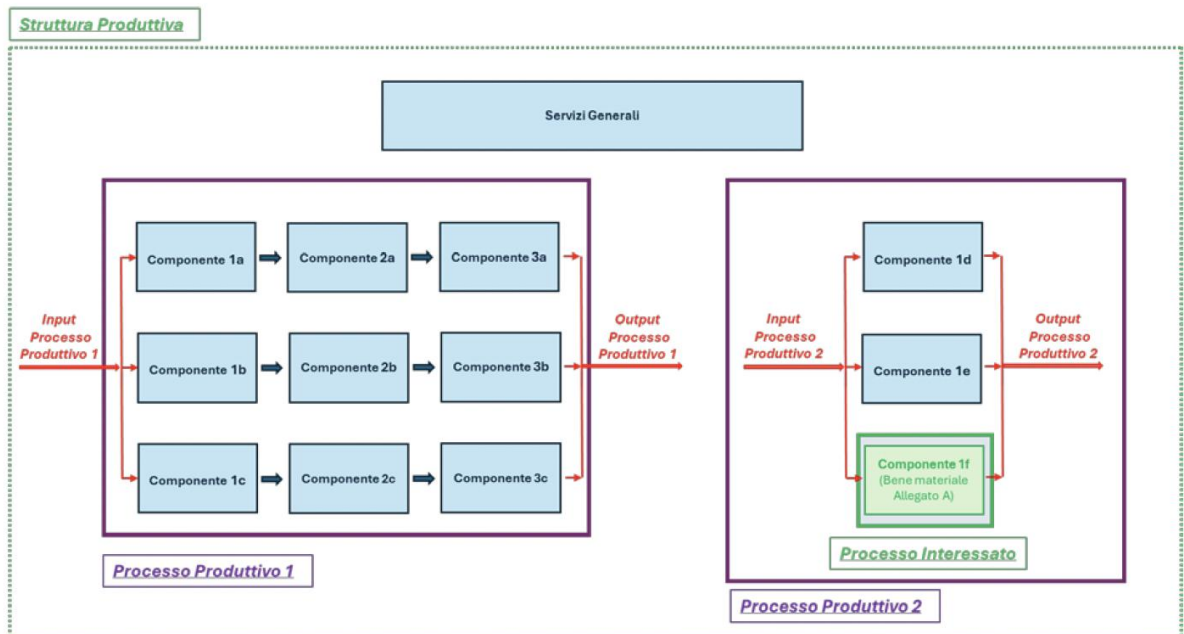 Struttura Produttiva
Servizi Generali
Componente 1a
Componente 2a
Componente 3a
Input
Processo
Produttivo 1
Componente 1b
Componente 2b
Componente 3b
Output
Processo
Produttivo 1
Componente 1c
Componente 2c
Componente 3c
Processo Produttivo 1
Componente 1d
Input
Processo
Produttivo 2
Componente 1e
Output
Processo
Produttivo 2
Componente 1f
(Bene materiale
Allegato A)
Processo Interessato
Processo Produttivo 2